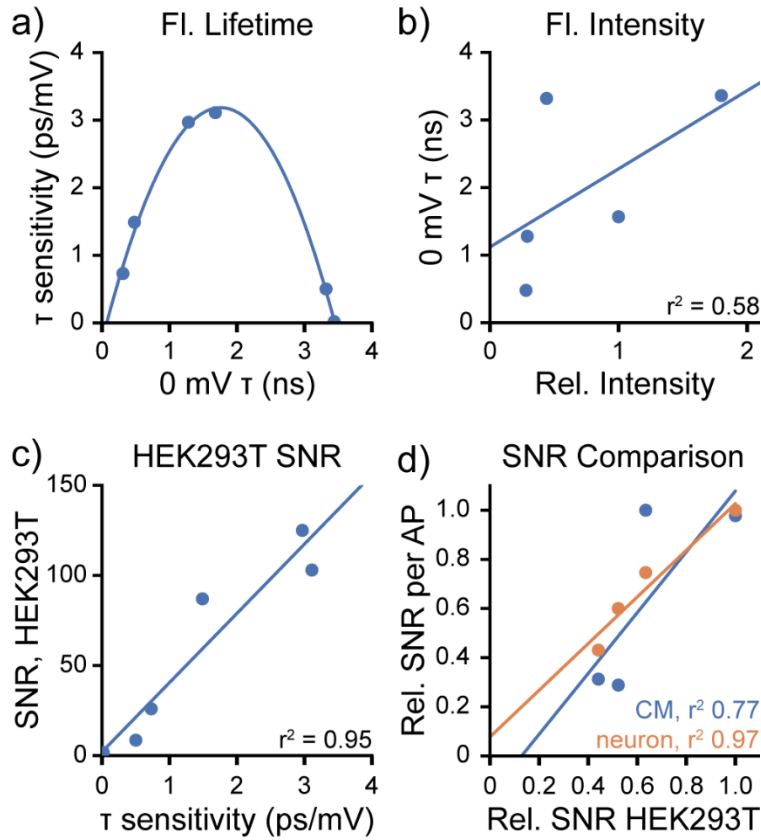 a) Fl. Lifetime
τ sensitivity (ps/mV)
4
3
2
1
0
0 1 2 3 4
0 mV τ (ns)
b) Fl. Intensity
0 mV τ (ns)
4
3
2
1
0
r² = 0.58
0 1 2
Rel. Intensity
c) HEK293T SNR
SNR, HEK293T
150
100
50
0
r² = 0.95
0 1 2 3 4
τ sensitivity (ps/mV)
d) SNR Comparison
Rel. SNR per AP
1.0
0.8
0.6
0.4
0.2
0
CM, r² 0.77
neuron, r² 0.97
0 0.2 0.4 0.6 0.8 1.0
Rel. SNR HEK293T